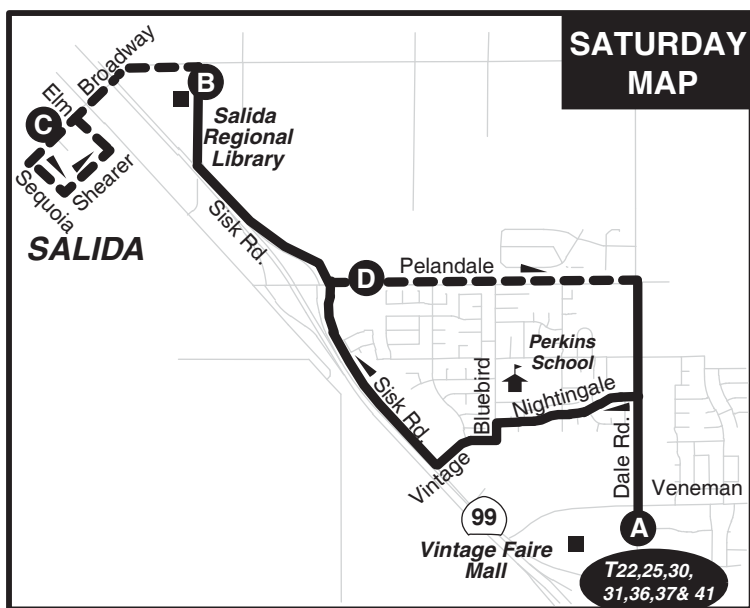 SATURDAY
MAP
Broadway
Elm
B
C
Salida
Regional
Library
Shearer
Sequoia
SALIDA
Sisk Rd.
D
Pelandale
Perkins
School
Bluebird
Nightingale
Sisk Rd.
Vintage
Dale Rd.
Veneman
99
A
Vintage Faire
Mall
T22,25,30,
31,36,37& 41